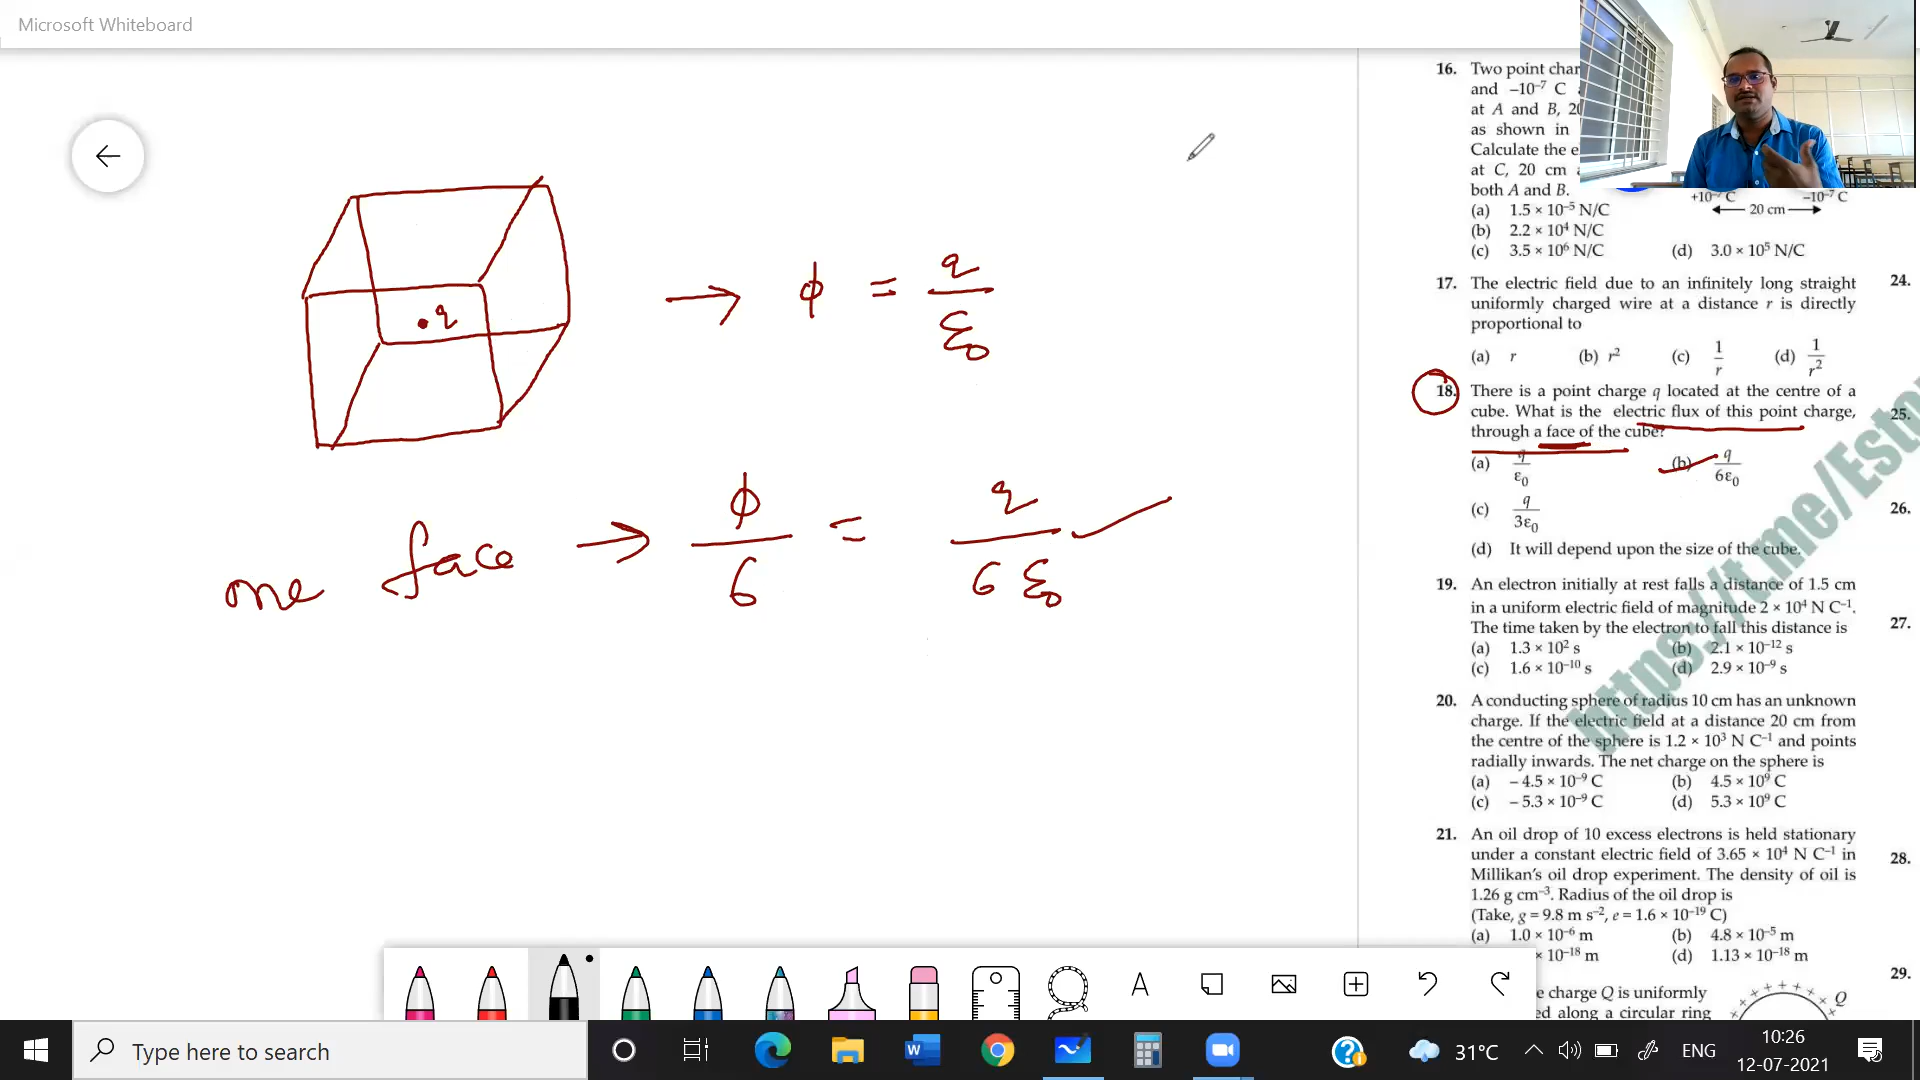 Microsoft Whiteboard
q
→ ϕ = q/ε₀
one face → ϕ/6 = q/6ε₀
16. Two point char
and –10⁻⁷ C
at A and B, 20
as shown in
Calculate the e
at C, 20 cm
both A and B.
+10⁻⁷ C –10⁻⁷ C
20 cm
(a) 1.5 × 10⁻⁵ N/C
(b) 2.2 × 10⁴ N/C
(c) 3.5 × 10⁶ N/C (d) 3.0 × 10⁵ N/C
17. The electric field due to an infinitely long straight
uniformly charged wire at a distance r is directly
proportional to
(a) r (b) r² (c) 1/r (d) 1/r²
18. There is a point charge q located at the centre of a
cube. What is the electric flux of this point charge,
through a face of the cube?
(a) q/ε₀ (b) q/6ε₀
(c) q/3ε₀
(d) It will depend upon the size of the cube.
19. An electron initially at rest falls a distance of 1.5 cm
in a uniform electric field of magnitude 2 × 10⁴ N C⁻¹.
The time taken by the electron to fall this distance is
(a) 1.3 × 10² s (b) 2.1 × 10⁻¹² s
(c) 1.6 × 10⁻¹⁰ s (d) 2.9 × 10⁻⁹ s
20. A conducting sphere of radius 10 cm has an unknown
charge. If the electric field at a distance 20 cm from
the centre of the sphere is 1.2 × 10³ N C⁻¹ and points
radially inwards. The net charge on the sphere is
(a) – 4.5 × 10⁻⁹ C (b) 4.5 × 10⁹ C
(c) – 5.3 × 10⁻⁹ C (d) 5.3 × 10⁹ C
21. An oil drop of 10 excess electrons is held stationary
under a constant electric field of 3.65 × 10⁴ N C⁻¹ in
Millikan's oil drop experiment. The density of oil is
1.26 g cm⁻³. Radius of the oil drop is
(Take, g = 9.8 m s⁻², e = 1.6 × 10⁻¹⁹ C)
(a) 1.0 × 10⁻⁶ m (b) 4.8 × 10⁻⁵ m
× 10⁻¹⁸ m (d) 1.13 × 10⁻¹⁸ m
e charge Q is uniformly
ed along a circular ring
Q
24.
25.
26.
27.
28.
29.
https://t.me/Esto
A
Type here to search
W
31°C
ENG
10:26
12-07-2021